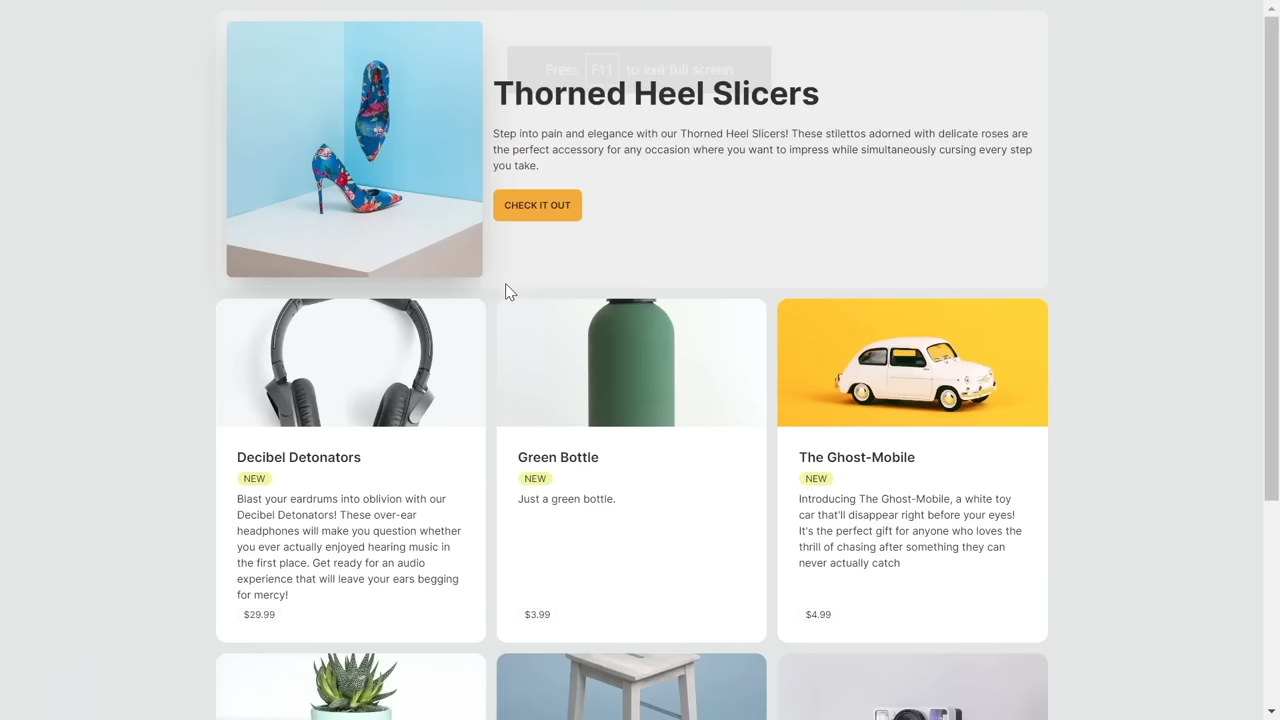 Press F11 to exit full screen
Thorned Heel Slicers
Step into pain and elegance with our Thorned Heel Slicers! These stilettos adorned with delicate roses are
the perfect accessory for any occasion where you want to impress while simultaneously cursing every step
you take.
CHECK IT OUT
Decibel Detonators
NEW
Blast your eardrums into oblivion with our
Decibel Detonators! These over-ear
headphones will make you question whether
you ever actually enjoyed hearing music in
the first place. Get ready for an audio
experience that will leave your ears begging
for mercy!
$29.99
Green Bottle
NEW
Just a green bottle.
$3.99
The Ghost-Mobile
NEW
Introducing The Ghost-Mobile, a white toy
car that'll disappear right before your eyes!
It's the perfect gift for anyone who loves the
thrill of chasing after something they can
never actually catch
$4.99